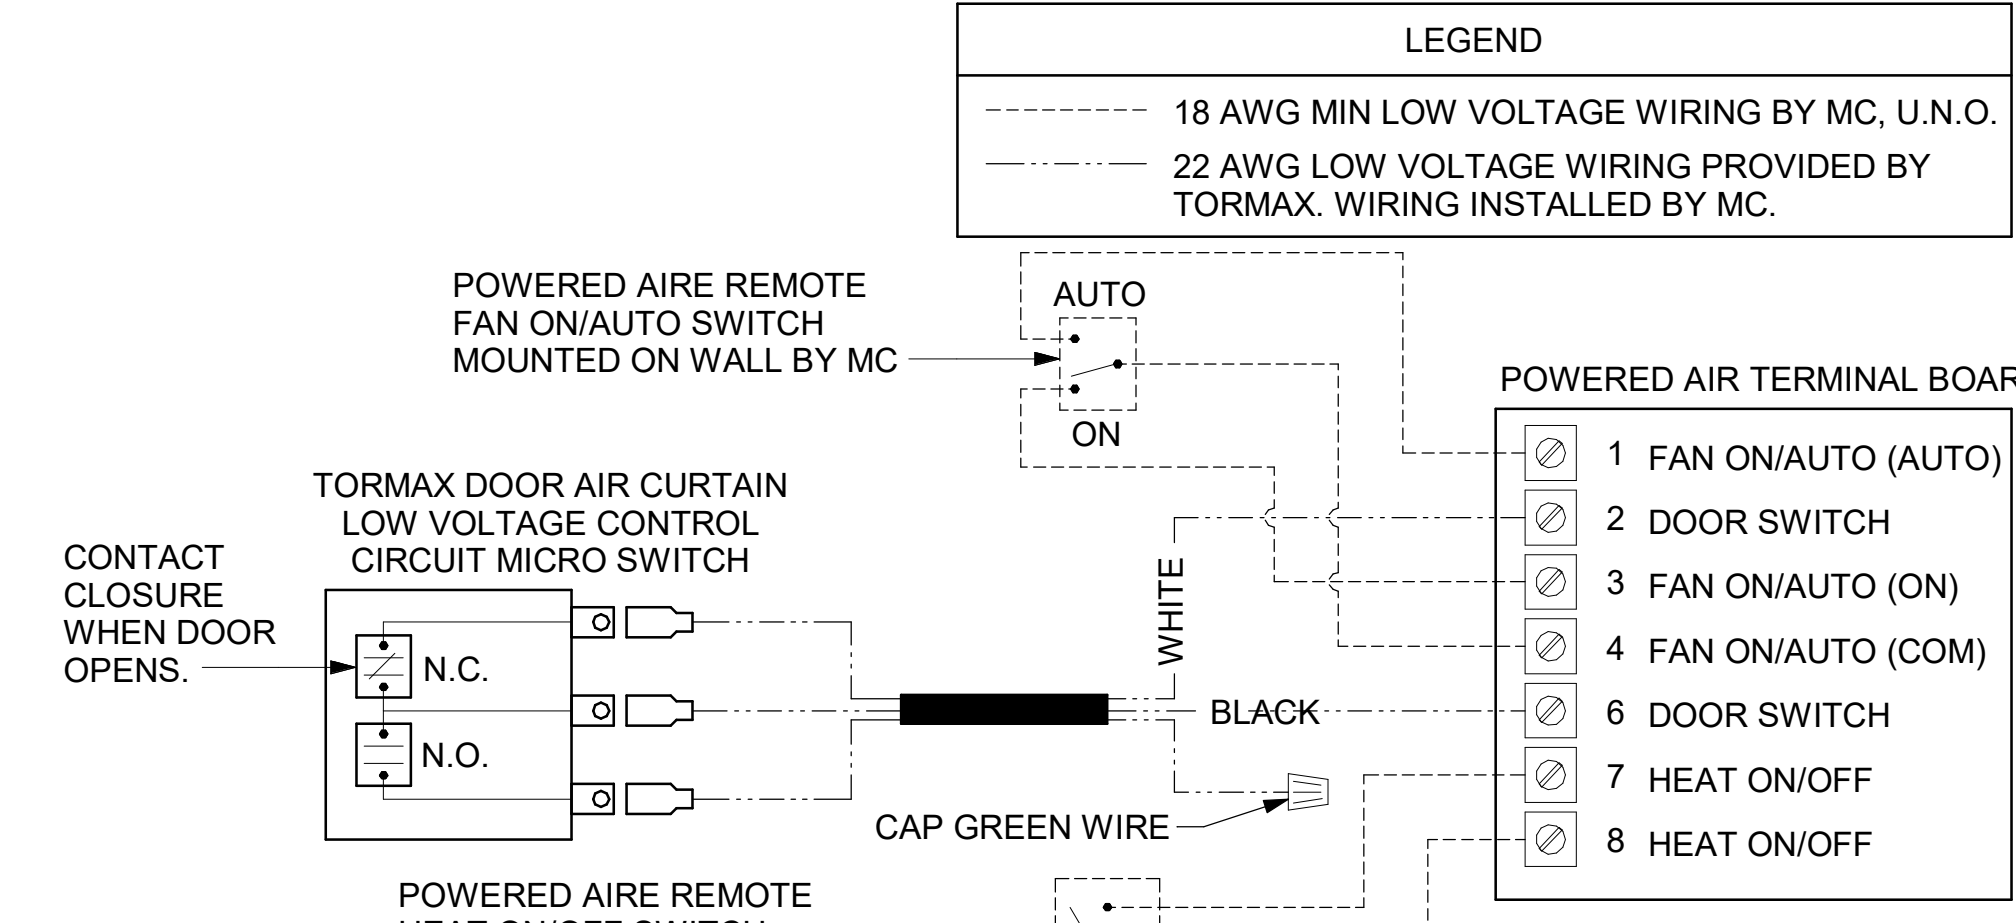 LEGEND
18 AWG MIN LOW VOLTAGE WIRING BY MC, U.N.O.
22 AWG LOW VOLTAGE WIRING PROVIDED BY
TORMAX. WIRING INSTALLED BY MC.
POWERED AIRE REMOTE
FAN ON/AUTO SWITCH
MOUNTED ON WALL BY MC
AUTO
ON
POWERED AIR TERMINAL BOAR
1 FAN ON/AUTO (AUTO)
2 DOOR SWITCH
3 FAN ON/AUTO (ON)
4 FAN ON/AUTO (COM)
6 DOOR SWITCH
7 HEAT ON/OFF
8 HEAT ON/OFF
TORMAX DOOR AIR CURTAIN
LOW VOLTAGE CONTROL
CIRCUIT MICRO SWITCH
CONTACT
CLOSURE
WHEN DOOR
OPENS.
N.C.
N.O.
WHITE
BLACK
CAP GREEN WIRE
POWERED AIRE REMOTE
HEAT ON/OFF SWITCH